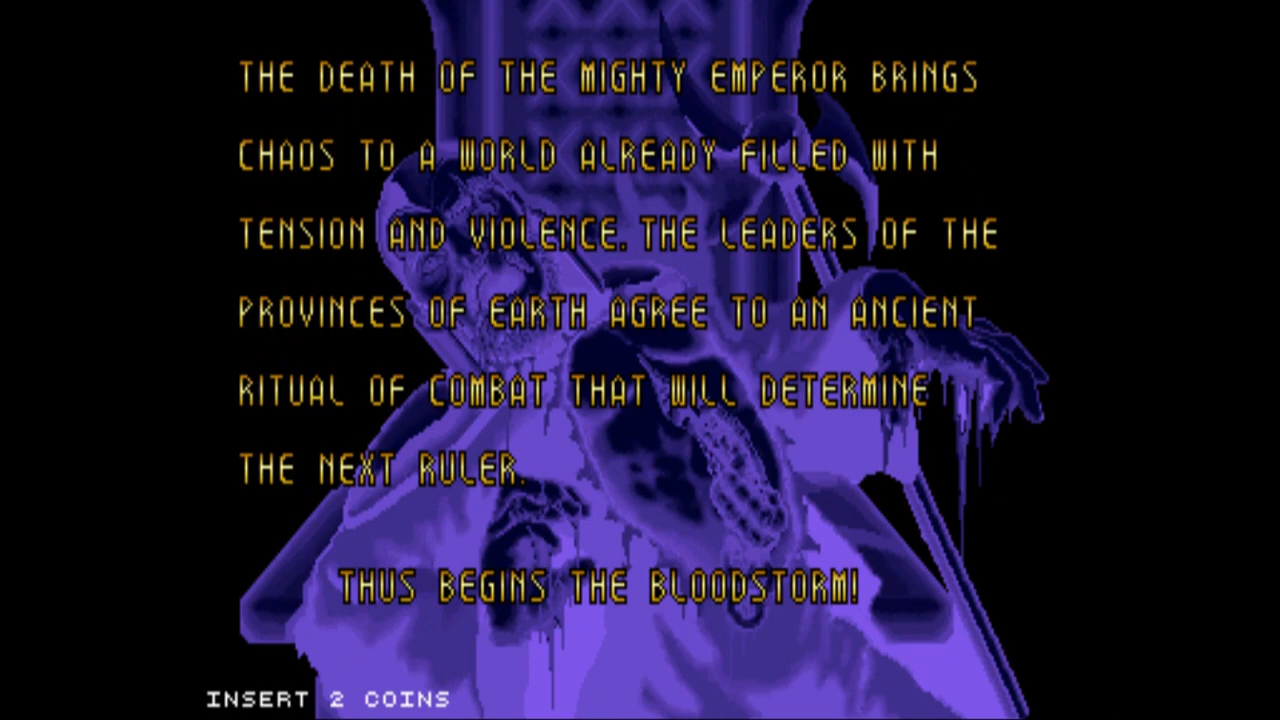 THE DEATH OF THE MIGHTY EMPEROR BRINGS
CHAOS TO A WORLD ALREADY FILLED WITH
TENSION AND VIOLENCE. THE LEADERS OF THE
PROVINCES OF EARTH AGREE TO AN ANCIENT
RITUAL OF COMBAT THAT WILL DETERMINE
THE NEXT RULER.
THUS BEGINS THE BLOODSTORM!
INSERT 2 COINS